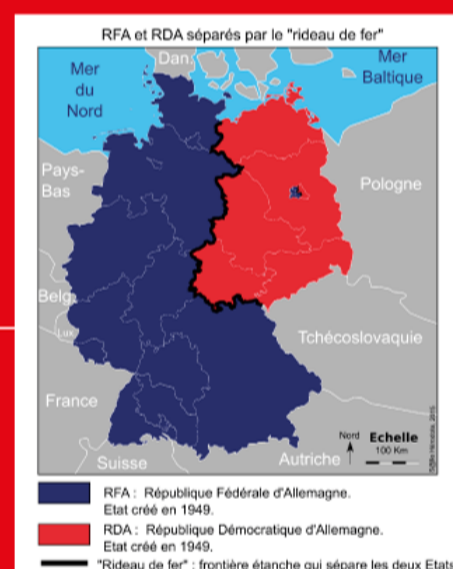 RFA et RDA séparés par le "rideau de fer"
Mer
du
Nord
Dan.
Mer
Baltique
Pays-
Bas
Pologne
Belg.
Lux.
Tchécoslovaquie
France
Suisse
Autriche
Nord
Echelle
100 Km
RFA : République Fédérale d'Allemagne.
Etat créé en 1949.
RDA : République Démocratique d'Allemagne.
Etat créé en 1949.
"Rideau de fer" : frontière étanche qui sépare les deux Etats